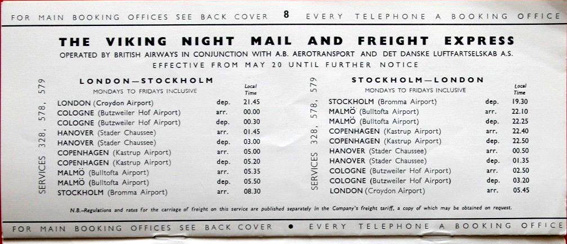 FOR MAIN BOOKING OFFICES SEE BACK COVER 8 EVERY TELEPHONE A BOOKING OFFICE
THE VIKING NIGHT MAIL AND FREIGHT EXPRESS
OPERATED BY BRITISH AIRWAYS IN CONJUNCTION WITH A.B. AEROTRANSPORT AND DET DANSKE LUFTFARTSELSKAB A.S.
EFFECTIVE FROM MAY 20 UNTIL FURTHER NOTICE
SERVICES 328, 578, 579
LONDON—STOCKHOLM
MONDAYS TO FRIDAYS INCLUSIVE
Local Time
LONDON (Croydon Airport) dep. 21.45
COLOGNE (Butzweiler Hof Airport) arr. 00.00
COLOGNE (Butzweiler Hof Airport) dep. 00.30
HANOVER (Stader Chaussee) arr. 01.45
HANOVER (Stader Chaussee) dep. 03.00
COPENHAGEN (Kastrup Airport) arr. 05.00
COPENHAGEN (Kastrup Airport) dep. 05.20
MALMÖ (Bulltofta Airport) arr. 05.35
MALMÖ (Bulltofta Airport) dep. 05.50
STOCKHOLM (Bromma Airport) arr. 08.30
SERVICES 328, 578, 579
STOCKHOLM—LONDON
MONDAYS TO FRIDAYS INCLUSIVE
Local Time
STOCKHOLM (Bromma Airport) dep. 19.30
MALMÖ (Bulltofta Airport) arr. 22.10
MALMÖ (Bulltofta Airport) dep. 22.25
COPENHAGEN (Kastrup Airport) arr. 22.40
COPENHAGEN (Kastrup Airport) dep. 22.50
HANOVER (Stader Chaussee) arr. 00.50
HANOVER (Stader Chaussee) dep. 01.35
COLOGNE (Butzweiler Hof Airport) arr. 02.50
COLOGNE (Butzweiler Hof Airport) dep. 03.20
LONDON (Croydon Airport) arr. 05.45
N.B.—Regulations and rates for the carriage of freight on this service are published separately in the Company's freight tariff, a copy of which may be obtained on request.
FOR MAIN BOOKING OFFICES SEE BACK COVER • EVERY TELEPHONE A BOOKING OFFICE